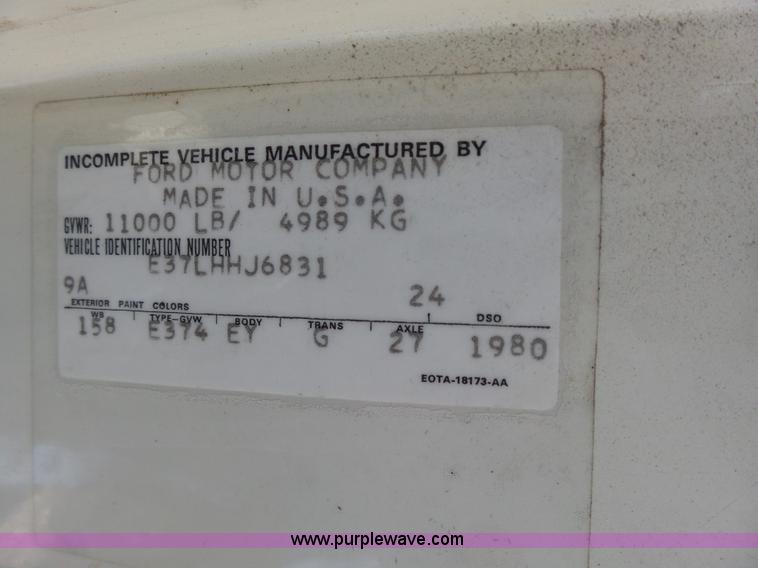 INCOMPLETE VEHICLE MANUFACTURED BY
FORD MOTOR COMPANY
MADE IN U.S.A.
GVWR: 11000 LB/ 4989 KG
VEHICLE IDENTIFICATION NUMBER
E37LHHJ6831
9A 24
EXTERIOR PAINT COLORS DSO
WB TYPE-GVW BODY TRANS AXLE
158 E374 EY G 27 1980
EOTA-18173-AA
www.purplewave.com